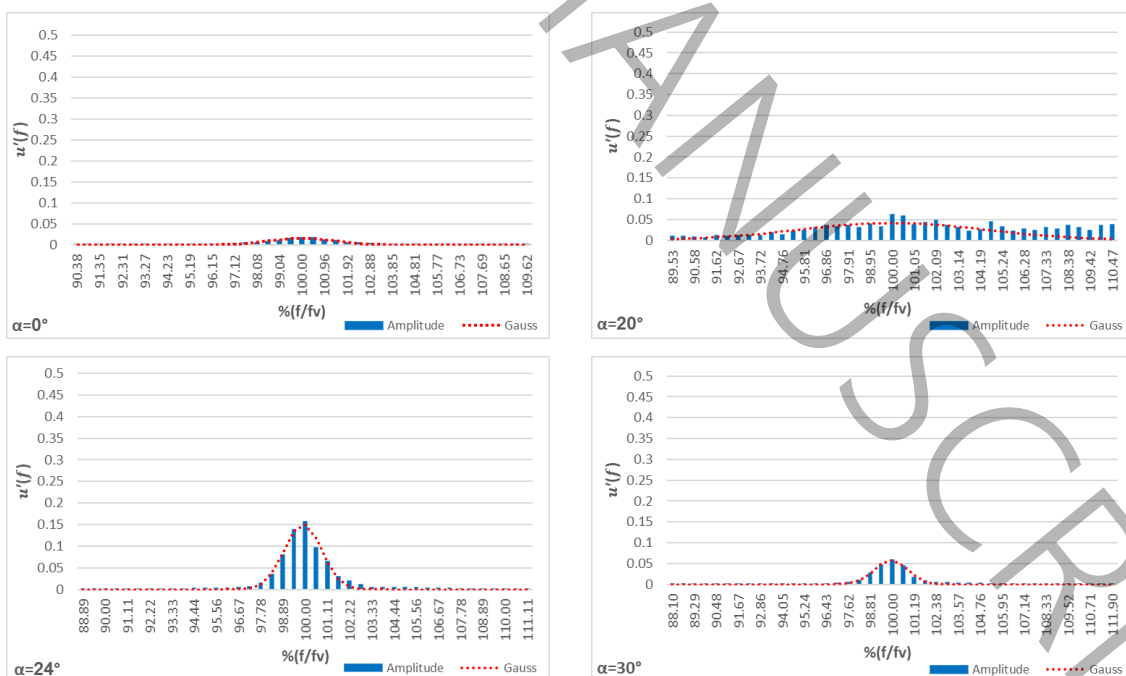 0.5
0.45
0.4
0.35
0.3
0.25
0.2
0.15
0.1
0.05
0
u'(f)
90.38 91.35 92.31 93.27 94.23 95.19 96.15 97.12 98.08 99.04 100.00 100.96 101.92 102.88 103.85 104.81 105.77 106.73 107.69 108.65 109.62
%(f/fv)
α=0° Amplitude Gauss
0.5
0.45
0.4
0.35
0.3
0.25
0.2
0.15
0.1
0.05
0
u'(f)
89.53 90.58 91.62 92.67 93.72 94.76 95.81 96.86 97.91 98.95 100.00 101.05 102.09 103.14 104.19 105.24 106.28 107.33 108.38 109.42 110.47
%(f/fv)
α=20° Amplitude Gauss
0.5
0.45
0.4
0.35
0.3
0.25
0.2
0.15
0.1
0.05
0
u'(f)
88.89 90.00 91.11 92.22 93.33 94.44 95.56 96.67 97.78 98.89 100.00 101.11 102.22 103.33 104.44 105.56 106.67 107.78 108.89 110.00 111.11
%(f/fv)
α=24° Amplitude Gauss
0.5
0.45
0.4
0.35
0.3
0.25
0.2
0.15
0.1
0.05
0
u'(f)
88.10 89.29 90.48 91.67 92.86 94.05 95.24 96.43 97.62 98.81 100.00 101.19 102.38 103.57 104.76 105.95 107.14 108.33 109.52 110.71 111.90
%(f/fv)
α=30° Amplitude Gauss
ANUSCR